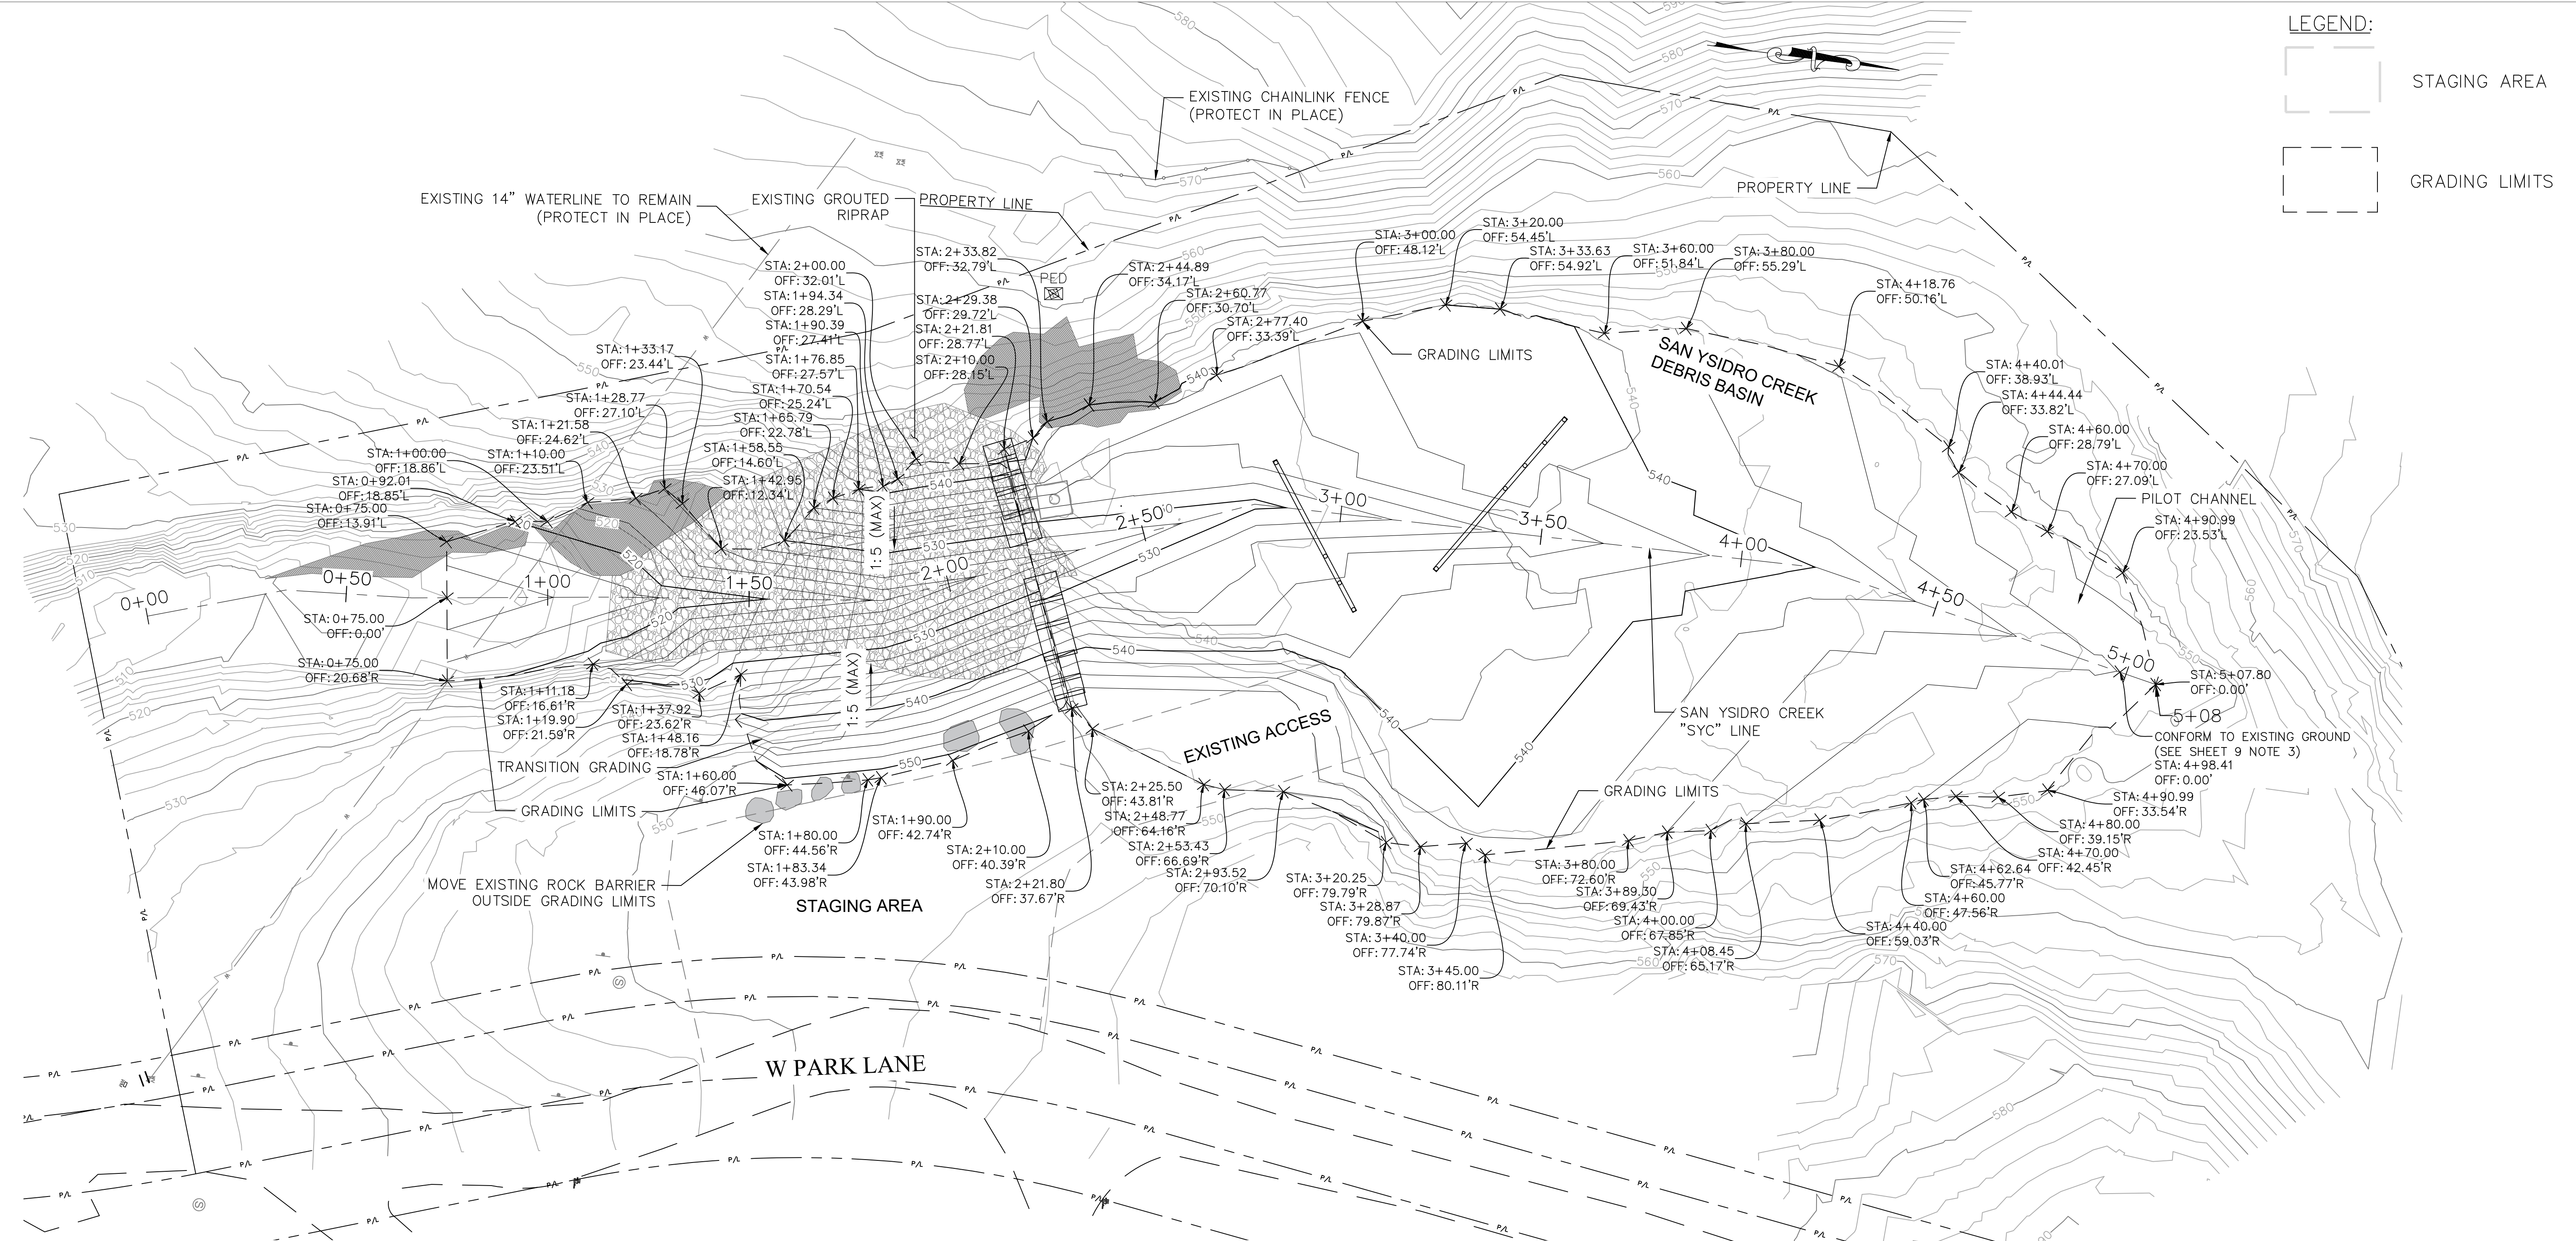 LEGEND:
STAGING AREA
GRADING LIMITS
EXISTING CHAINLINK FENCE
(PROTECT IN PLACE)
EXISTING 14” WATERLINE TO REMAIN
(PROTECT IN PLACE)
EXISTING GROUTED
RIPRAP
PROPERTY LINE
PROPERTY LINE
PED
STA: 2+33.82
OFF: 32.79'L
STA: 2+00.00
OFF: 32.01'L
STA: 1+94.34
OFF: 28.29'L
STA: 1+90.39
OFF: 27.41'L
STA: 1+76.85
OFF: 27.57'L
STA: 1+70.54
OFF: 25.24'L
STA: 1+65.79
OFF: 22.78'L
STA: 1+58.55
OFF: 14.60'L
STA: 1+42.95
OFF: 12.34'L
STA: 2+29.38
OFF: 29.72'L
STA: 2+21.81
OFF: 28.77'L
STA: 2+10.00
OFF: 28.15'L
STA: 2+44.89
OFF: 34.17'L
STA: 2+60.77
OFF: 30.70'L
STA: 2+77.40
OFF: 33.39'L
STA: 3+00.00
OFF: 48.12'L
STA: 3+20.00
OFF: 54.45'L
STA: 3+33.63
OFF: 54.92'L
STA: 3+60.00
OFF: 51.84'L
STA: 3+80.00
OFF: 55.29'L
STA: 4+18.76
OFF: 50.16'L
STA: 4+40.01
OFF: 38.93'L
STA: 4+44.44
OFF: 33.82'L
STA: 4+60.00
OFF: 28.79'L
STA: 4+70.00
OFF: 27.09'L
PILOT CHANNEL
STA: 4+90.99
OFF: 23.53'L
STA: 1+33.17
OFF: 23.44'L
STA: 1+28.77
OFF: 27.10'L
STA: 1+21.58
OFF: 24.62'L
STA: 1+10.00
OFF: 23.51'L
STA: 1+00.00
OFF: 18.86'L
STA: 0+92.01
OFF: 18.85'L
STA: 0+75.00
OFF: 13.91'L
GRADING LIMITS
SAN YSIDRO CREEK
DEBRIS BASIN
0+00
0+50
1+00
1+50
2+00
2+50
3+00
3+50
4+00
4+50
5+00
5+08
1:5 (MAX)
1:5 (MAX)
STA: 0+75.00
OFF: 0.00'
STA: 0+75.00
OFF: 20.68'R
STA: 1+11.18
OFF: 16.61'R
STA: 1+19.90
OFF: 21.59'R
STA: 1+37.92
OFF: 23.62'R
STA: 1+48.16
OFF: 18.78'R
TRANSITION GRADING
STA: 1+60.00
OFF: 46.07'R
GRADING LIMITS
STA: 1+80.00
OFF: 44.56'R
STA: 1+83.34
OFF: 43.98'R
STA: 1+90.00
OFF: 42.74'R
STA: 2+10.00
OFF: 40.39'R
STA: 2+21.80
OFF: 37.67'R
MOVE EXISTING ROCK BARRIER
OUTSIDE GRADING LIMITS
STAGING AREA
EXISTING ACCESS
STA: 2+25.50
OFF: 43.81'R
STA: 2+48.77
OFF: 64.16'R
STA: 2+53.43
OFF: 66.69'R
STA: 2+93.52
OFF: 70.10'R
STA: 3+20.25
OFF: 79.79'R
STA: 3+28.87
OFF: 79.87'R
STA: 3+40.00
OFF: 77.74'R
STA: 3+45.00
OFF: 80.11'R
SAN YSIDRO CREEK
"SYC" LINE
GRADING LIMITS
STA: 3+80.00
OFF: 72.60'R
STA: 3+89.30
OFF: 69.43'R
STA: 4+00.00
OFF: 67.85'R
STA: 4+08.45
OFF: 65.17'R
STA: 4+40.00
OFF: 59.03'R
STA: 4+60.00
OFF: 47.56'R
STA: 4+62.64
OFF: 45.77'R
STA: 4+70.00
OFF: 42.45'R
STA: 4+80.00
OFF: 39.15'R
STA: 4+90.99
OFF: 33.54'R
STA: 5+07.80
OFF: 0.00'
CONFORM TO EXISTING GROUND
(SEE SHEET 9 NOTE 3)
STA: 4+98.41
OFF: 0.00'
W PARK LANE